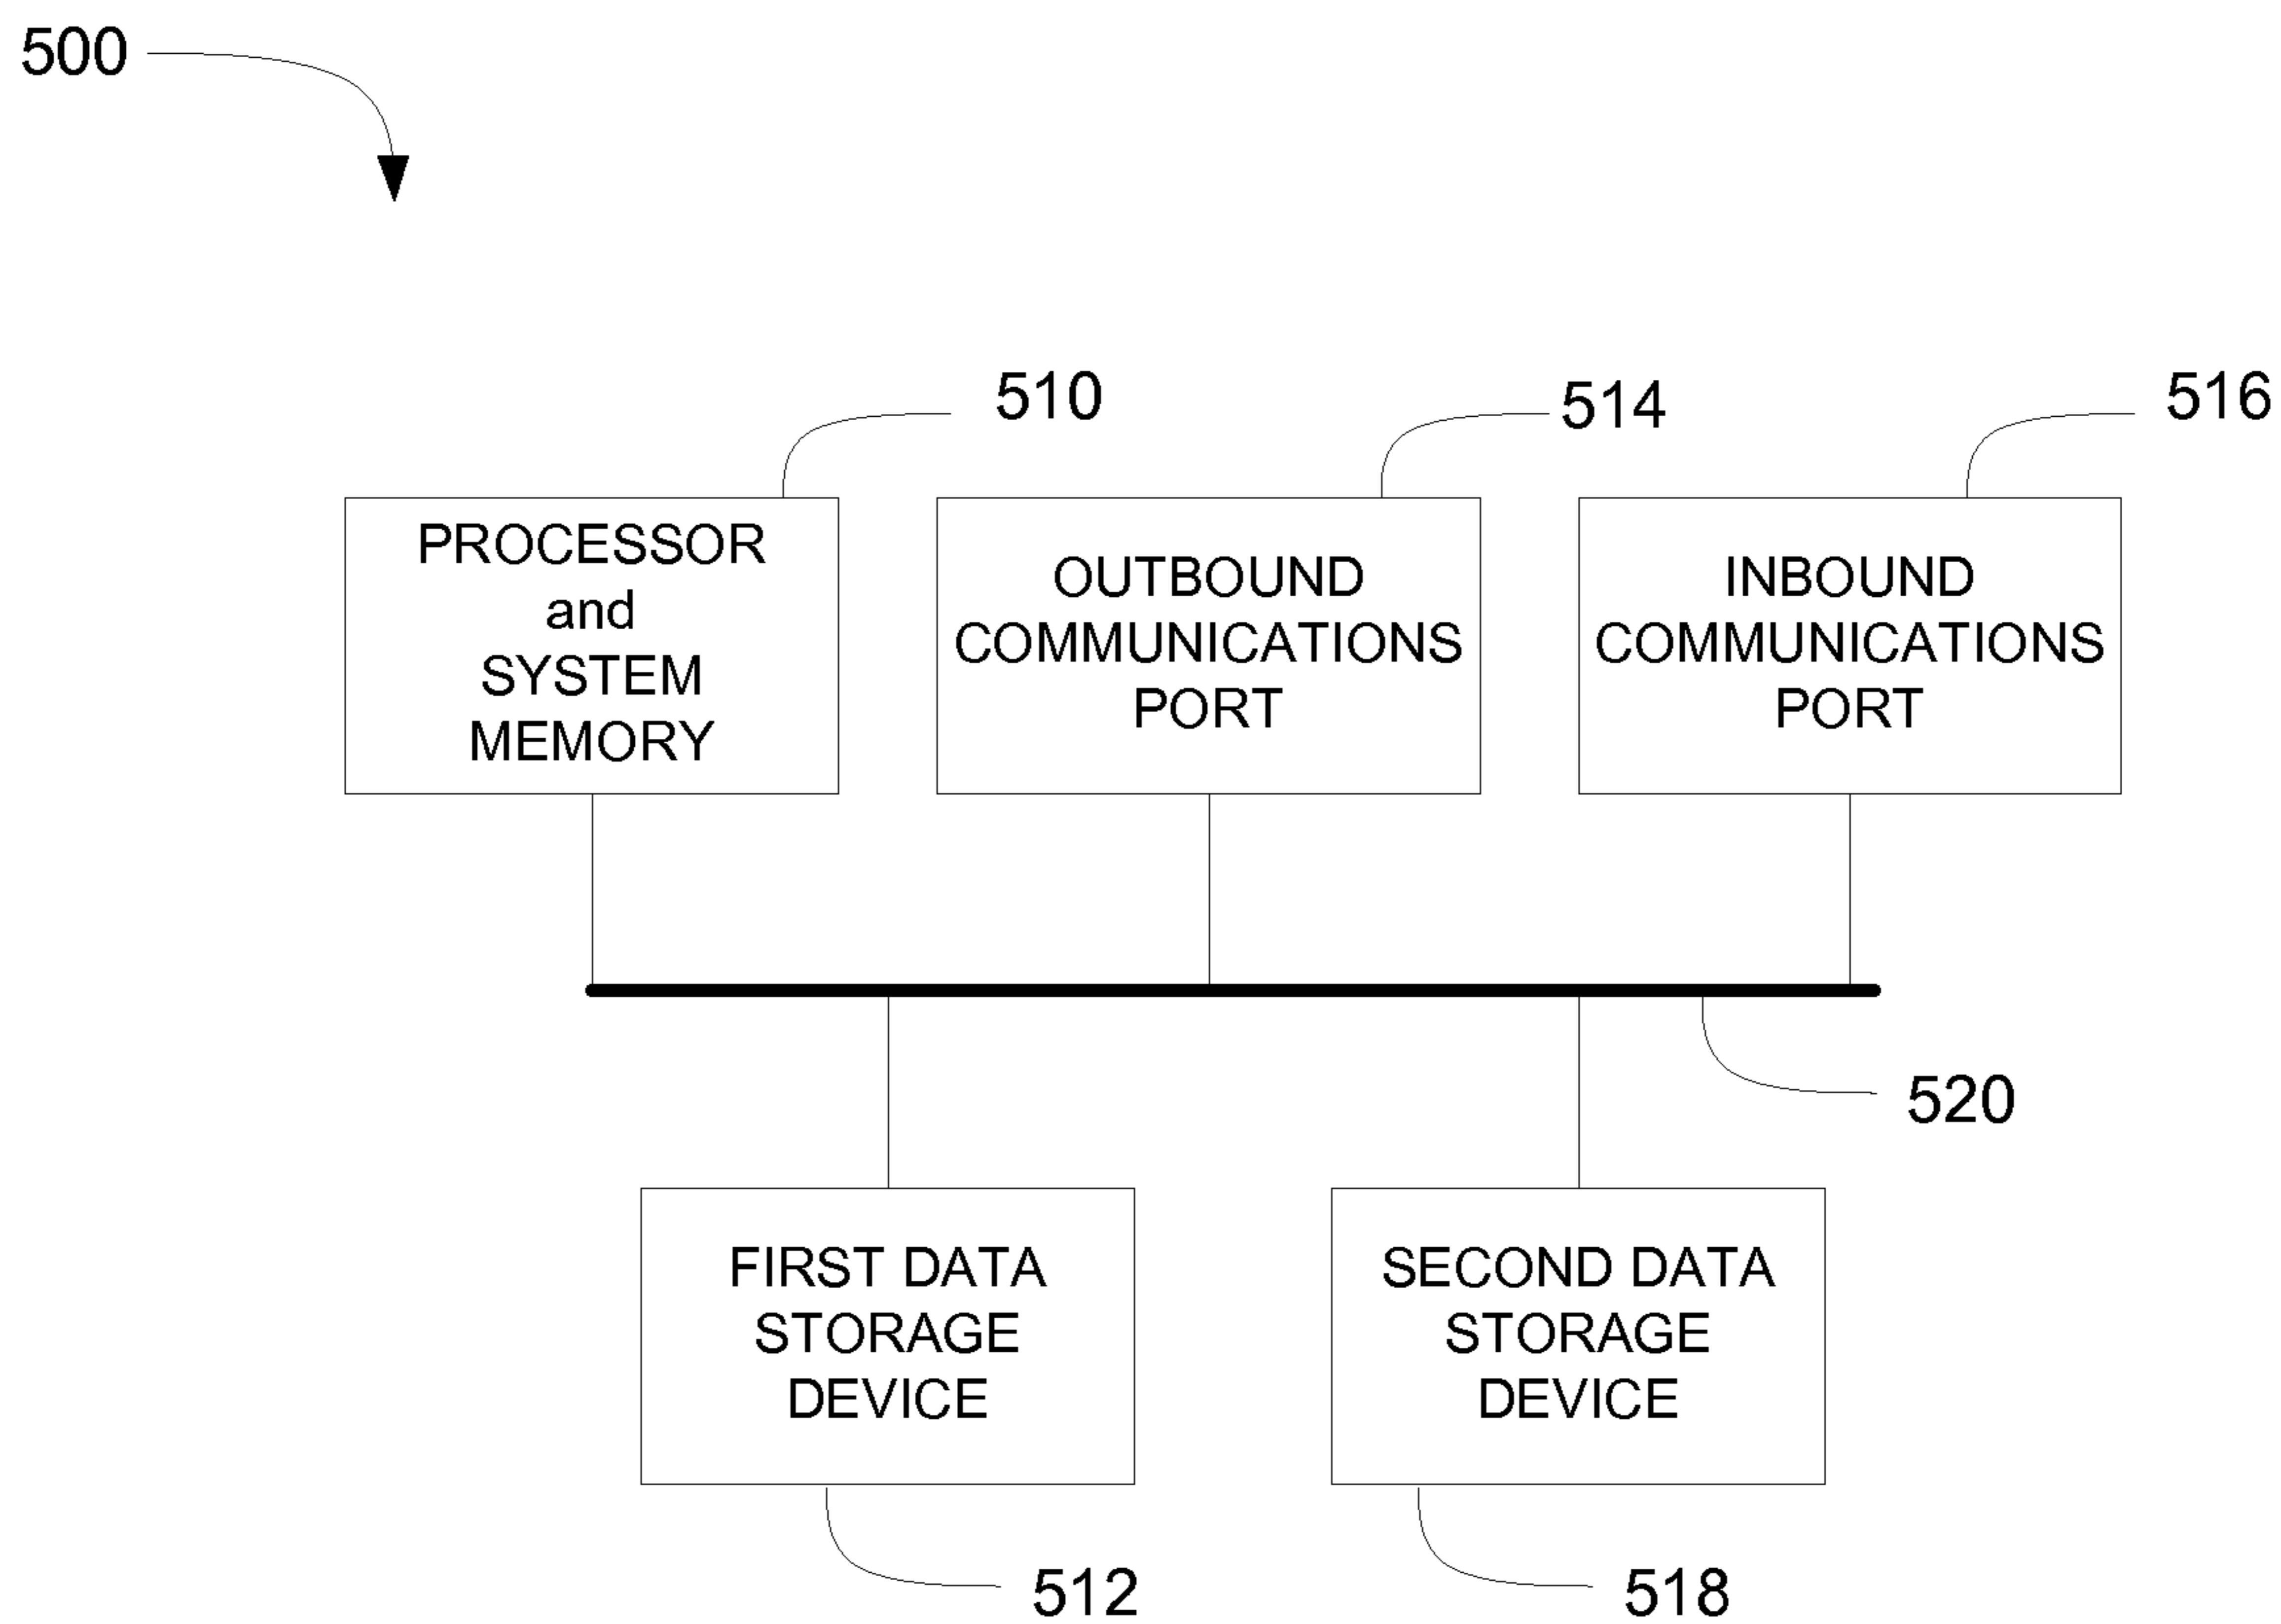 500
510
514
516
PROCESSOR
and
SYSTEM
MEMORY
OUTBOUND
COMMUNICATIONS
PORT
INBOUND
COMMUNICATIONS
PORT
520
FIRST DATA
STORAGE
DEVICE
SECOND DATA
STORAGE
DEVICE
512
518